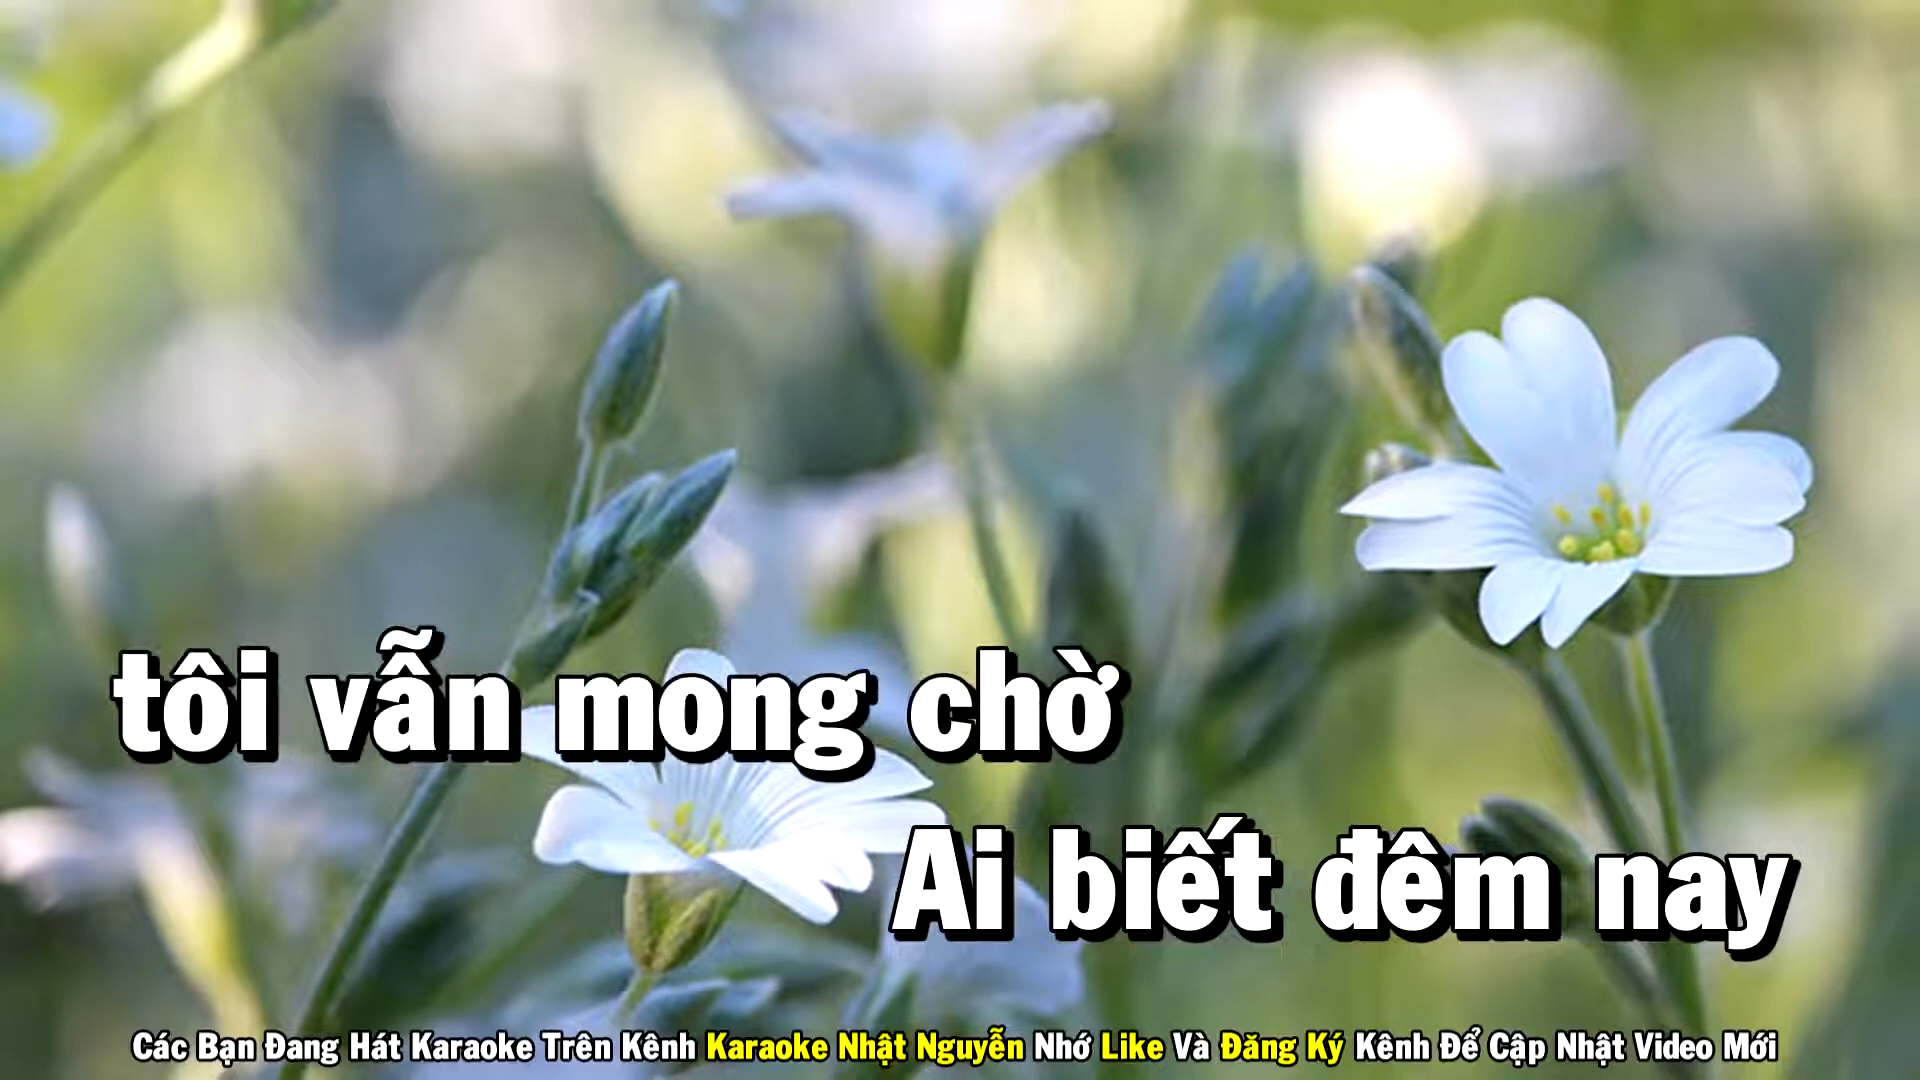 tôi vẫn mong chờ
Ai biết đêm nay
Các Bạn Đang Hát Karaoke Trên Kênh Karaoke Nhật Nguyễn Nhớ Like Và Đăng Ký Kênh Để Cập Nhật Video Mới